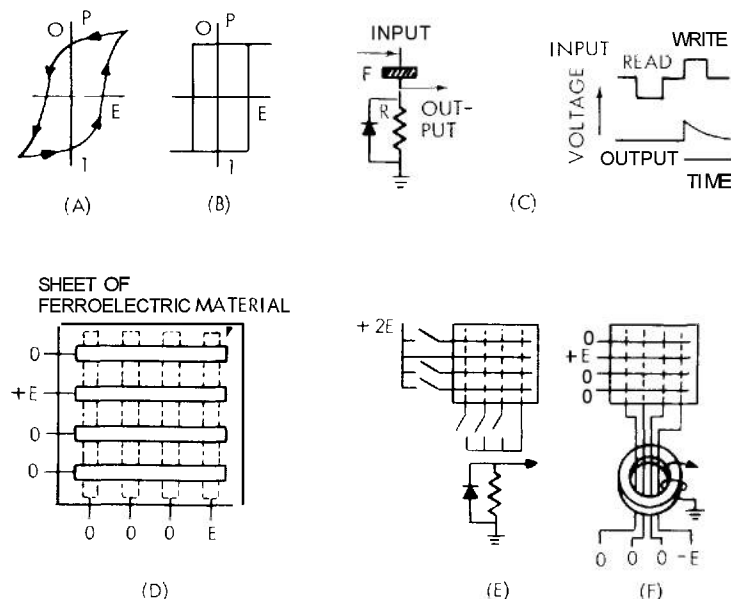 O P
E
1
(A)
O P
E
1
(B)
INPUT
F
R
OUT-
PUT
INPUT
READ
WRITE
VOLTAGE
OUTPUT
TIME
(C)
SHEET OF
FERROELECTRIC MATERIAL
0
+E
0
0
0 0 0 E
(D)
+ 2E
(E)
0
+E
0
0
0 0 0 -E
(F)